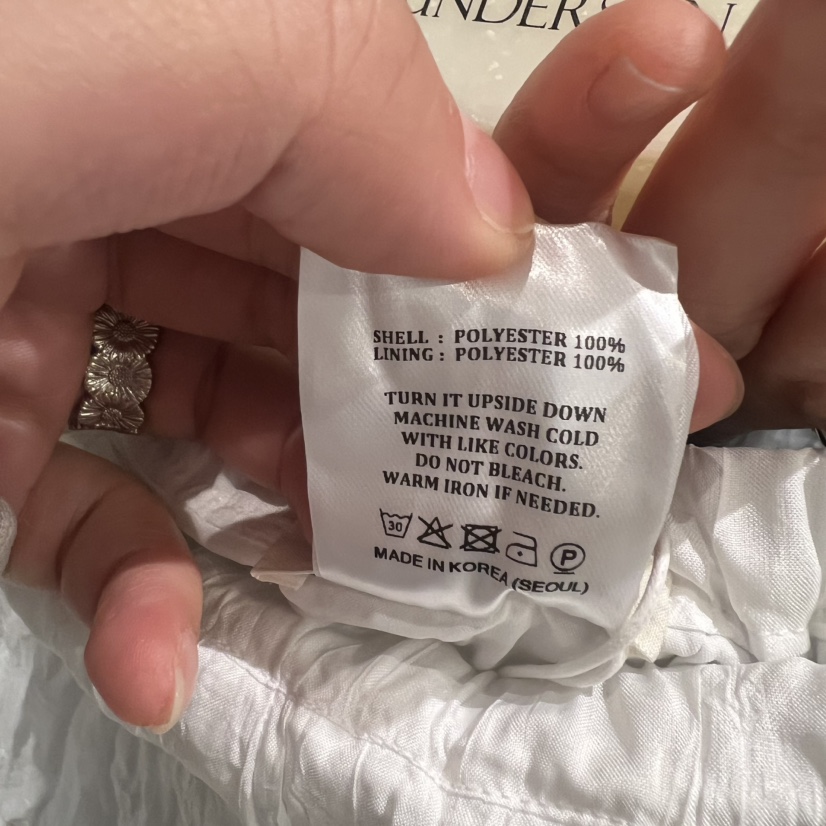 SHELL : POLYESTER 100%
LINING : POLYESTER 100%
TURN IT UPSIDE DOWN
MACHINE WASH COLD
WITH LIKE COLORS.
DO NOT BLEACH.
WARM IRON IF NEEDED.
30 P
MADE IN KOREA (SEOUL)